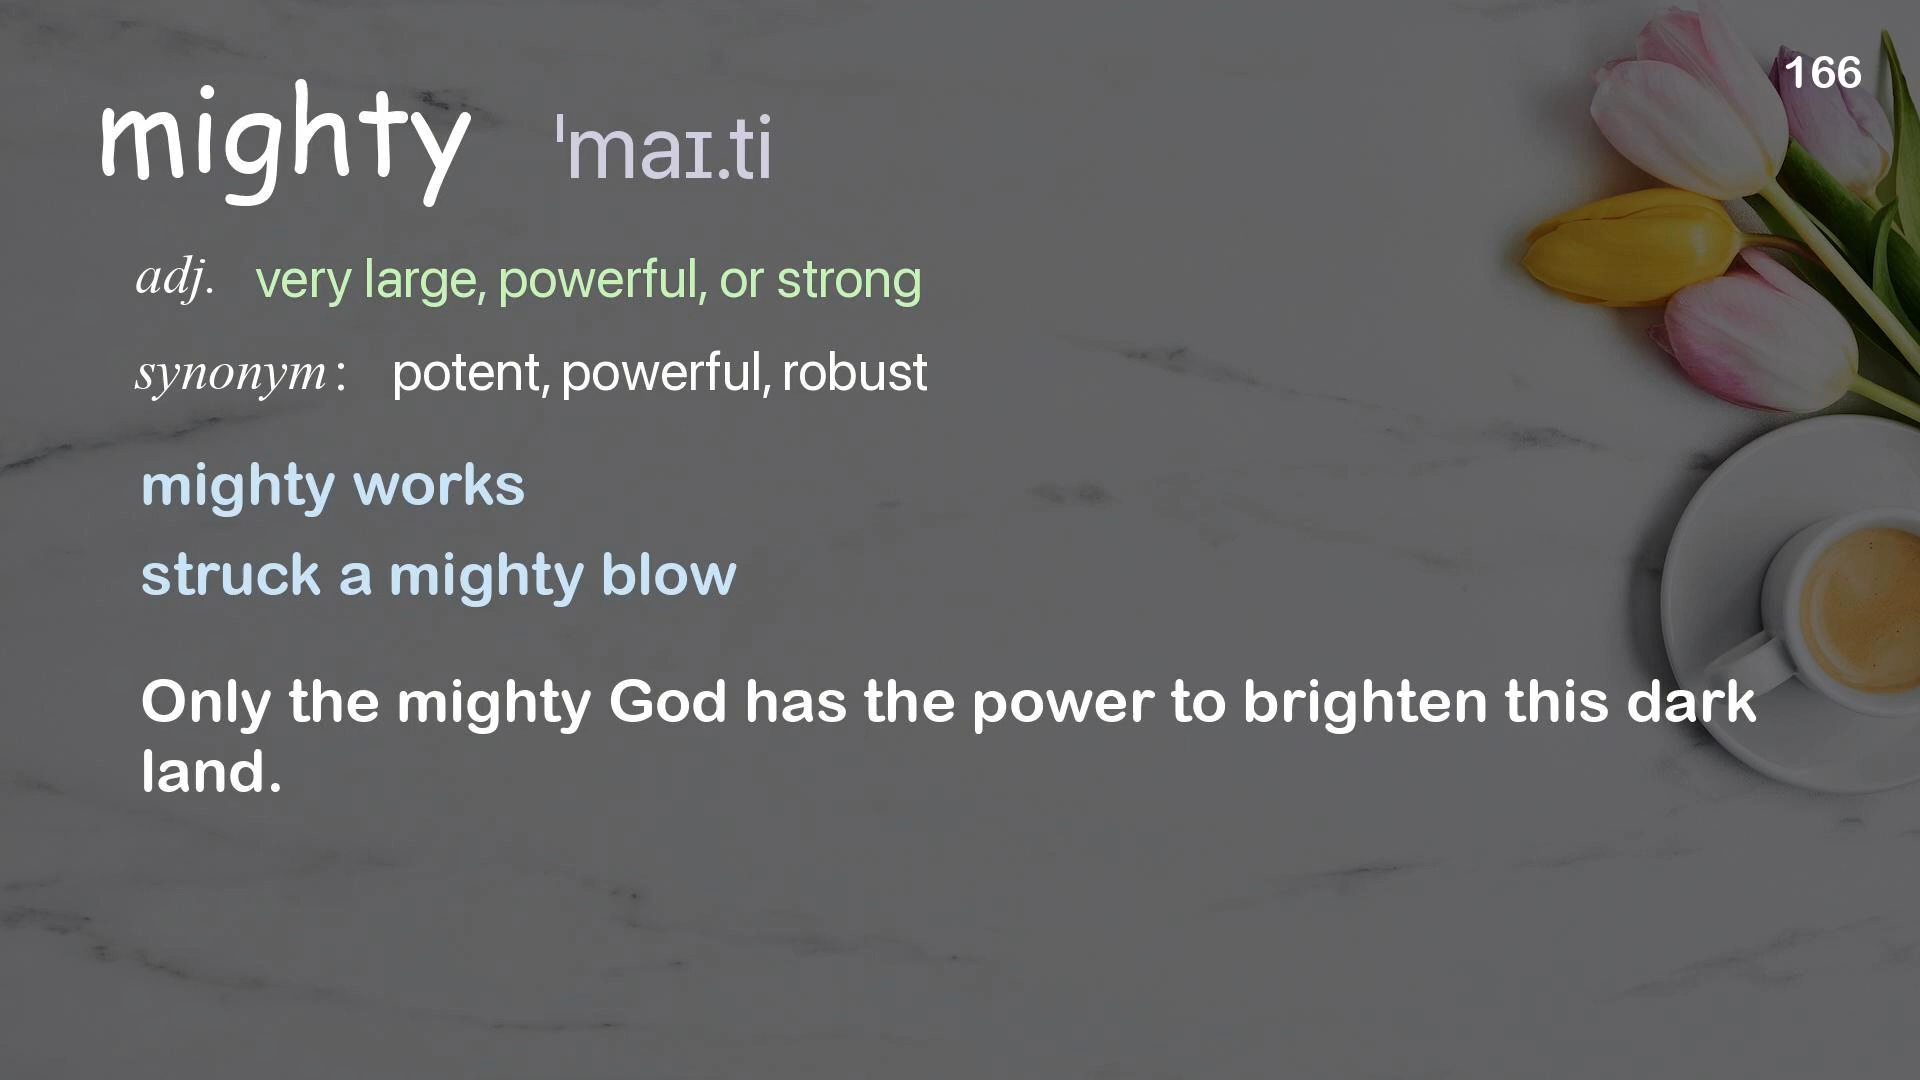 166
mighty ˈmaɪ.ti
adj. very large, powerful, or strong
synonym : potent, powerful, robust
mighty works
struck a mighty blow
Only the mighty God has the power to brighten this dark
land.